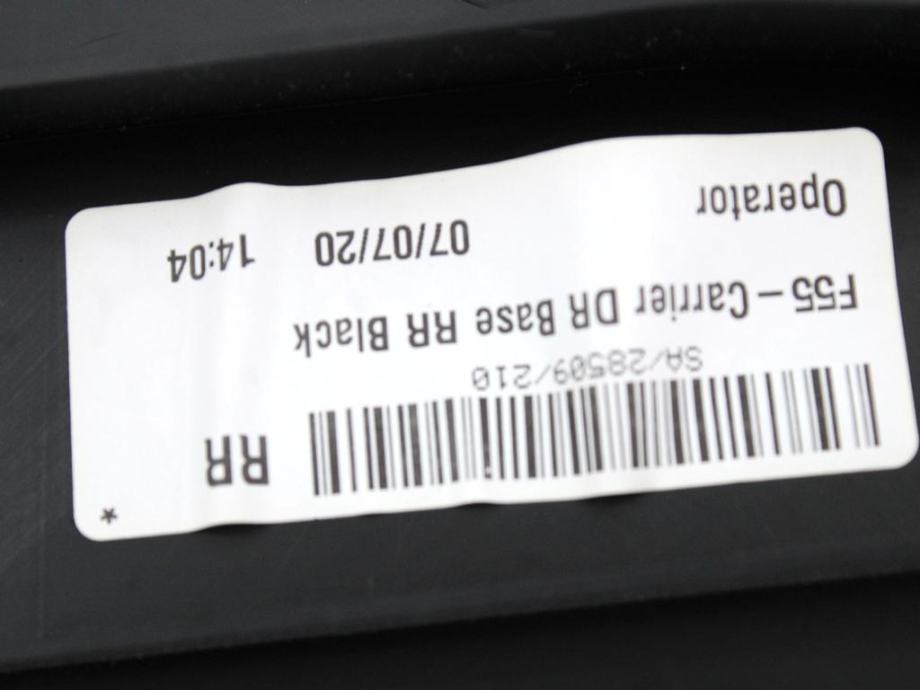 *
RR
SA/28509/210
F55-Carrier DR Base RR Black
Operator 07/07/20 14:04